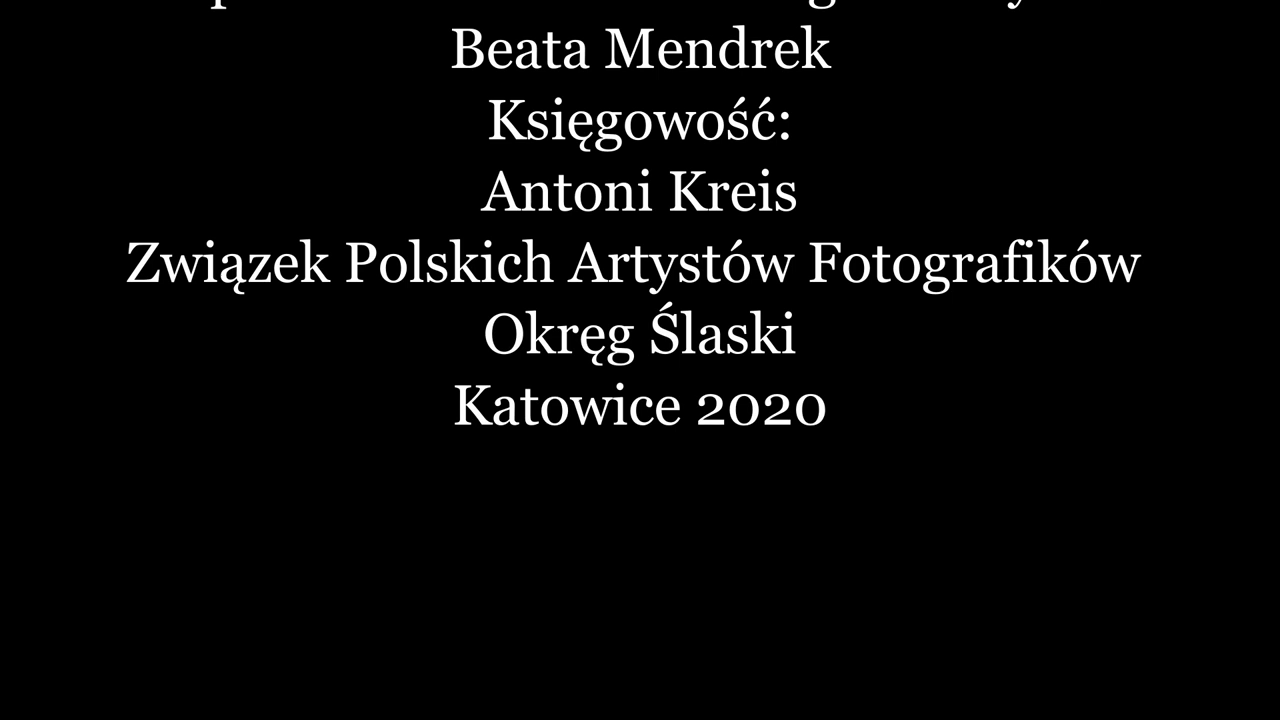 Beata Mendrek
Księgowość:
Antoni Kreis
Związek Polskich Artystów Fotografików
Okręg Ślaski
Katowice 2020